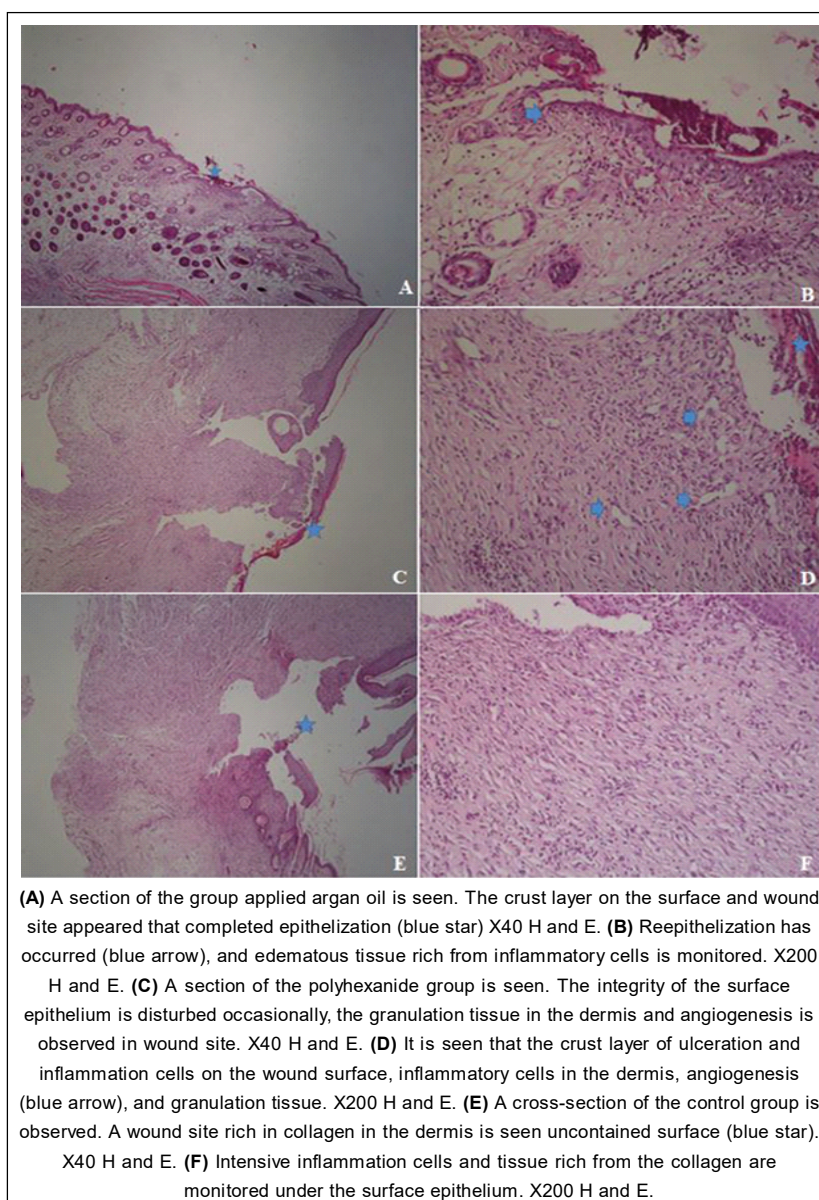 A
B
C
D
E
F
(A) A section of the group applied argan oil is seen. The crust layer on the surface and wound
site appeared that completed epithelization (blue star) X40 H and E. (B) Reepithelization has
occurred (blue arrow), and edematous tissue rich from inflammatory cells is monitored. X200
H and E. (C) A section of the polyhexanide group is seen. The integrity of the surface
epithelium is disturbed occasionally, the granulation tissue in the dermis and angiogenesis is
observed in wound site. X40 H and E. (D) It is seen that the crust layer of ulceration and
inflammation cells on the wound surface, inflammatory cells in the dermis, angiogenesis
(blue arrow), and granulation tissue. X200 H and E. (E) A cross-section of the control group is
observed. A wound site rich in collagen in the dermis is seen uncontained surface (blue star).
X40 H and E. (F) Intensive inflammation cells and tissue rich from the collagen are
monitored under the surface epithelium. X200 H and E.